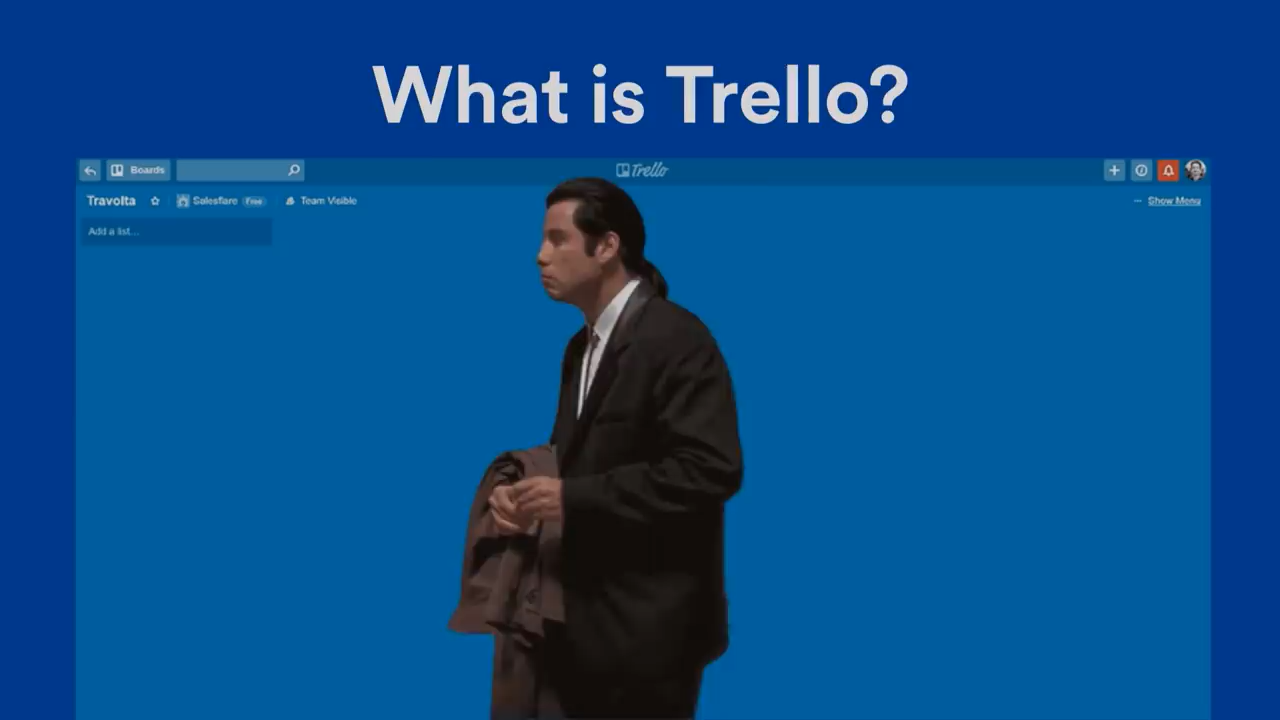 What is Trello?
Boards
Trello
Travolta
Salesflare Free
Team Visible
... Show Menu
Add a list...